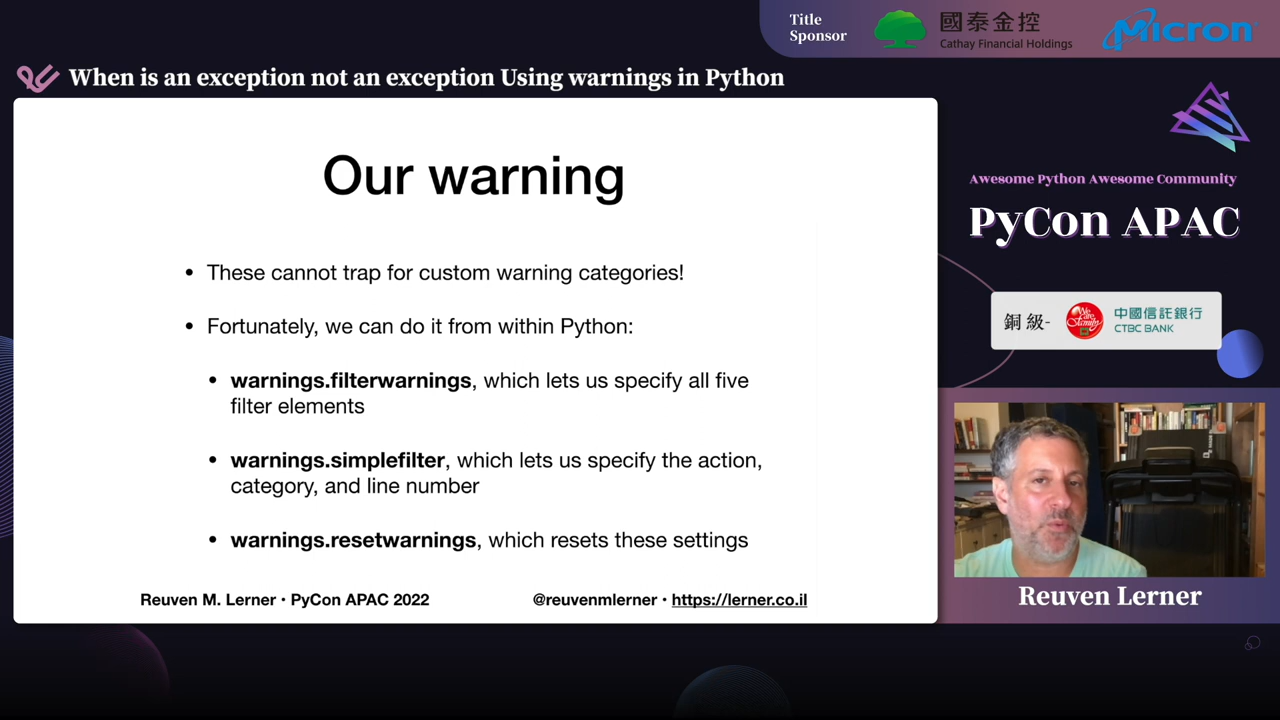 Title
Sponsor
國泰金控
Cathay Financial Holdings
Micron
When is an exception not an exception Using warnings in Python
Our warning
• These cannot trap for custom warning categories!
• Fortunately, we can do it from within Python:
• warnings.filterwarnings, which lets us specify all five
filter elements
• warnings.simplefilter, which lets us specify the action,
category, and line number
• warnings.resetwarnings, which resets these settings
Reuven M. Lerner • PyCon APAC 2022
@reuvenmlerner • https://lerner.co.il
Awesome Python Awesome Community
PyCon APAC
銅級-
We are Family
中國信託銀行
CTBC BANK
Reuven Lerner